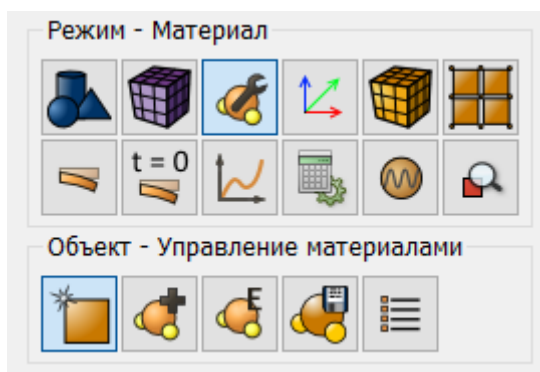 Режим - Материал
t = 0
Объект - Управление материалами
E